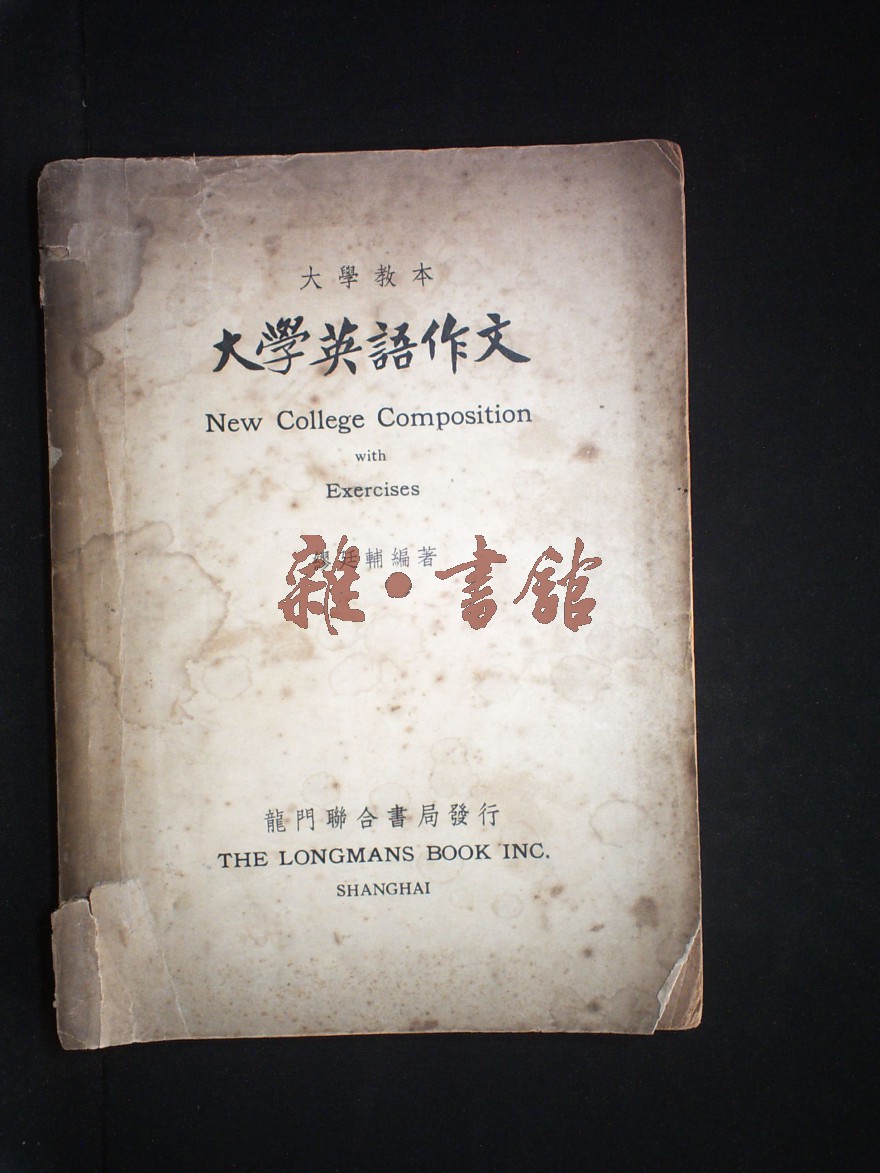 大學教本
大學英語作文
New College Composition
with
Exercises
繆廷輔編著
雜·書館
龍門聯合書局發行
THE LONGMANS BOOK INC.
SHANGHAI